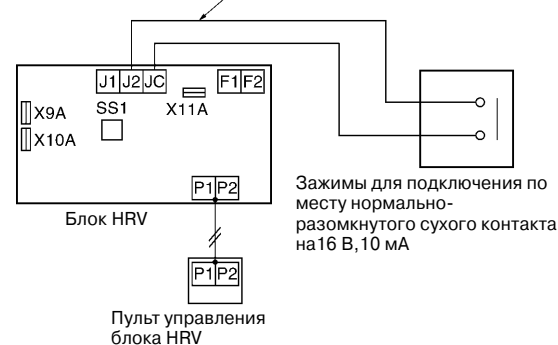 J1 J2 JC
F1 F2
X9A
SS1
X11A
X10A
P1 P2
Блок HRV
Зажимы для подключения по
месту нормально-
разомкнутого сухого контакта
на16 В,10 мА
P1 P2
Пульт управления
блока HRV